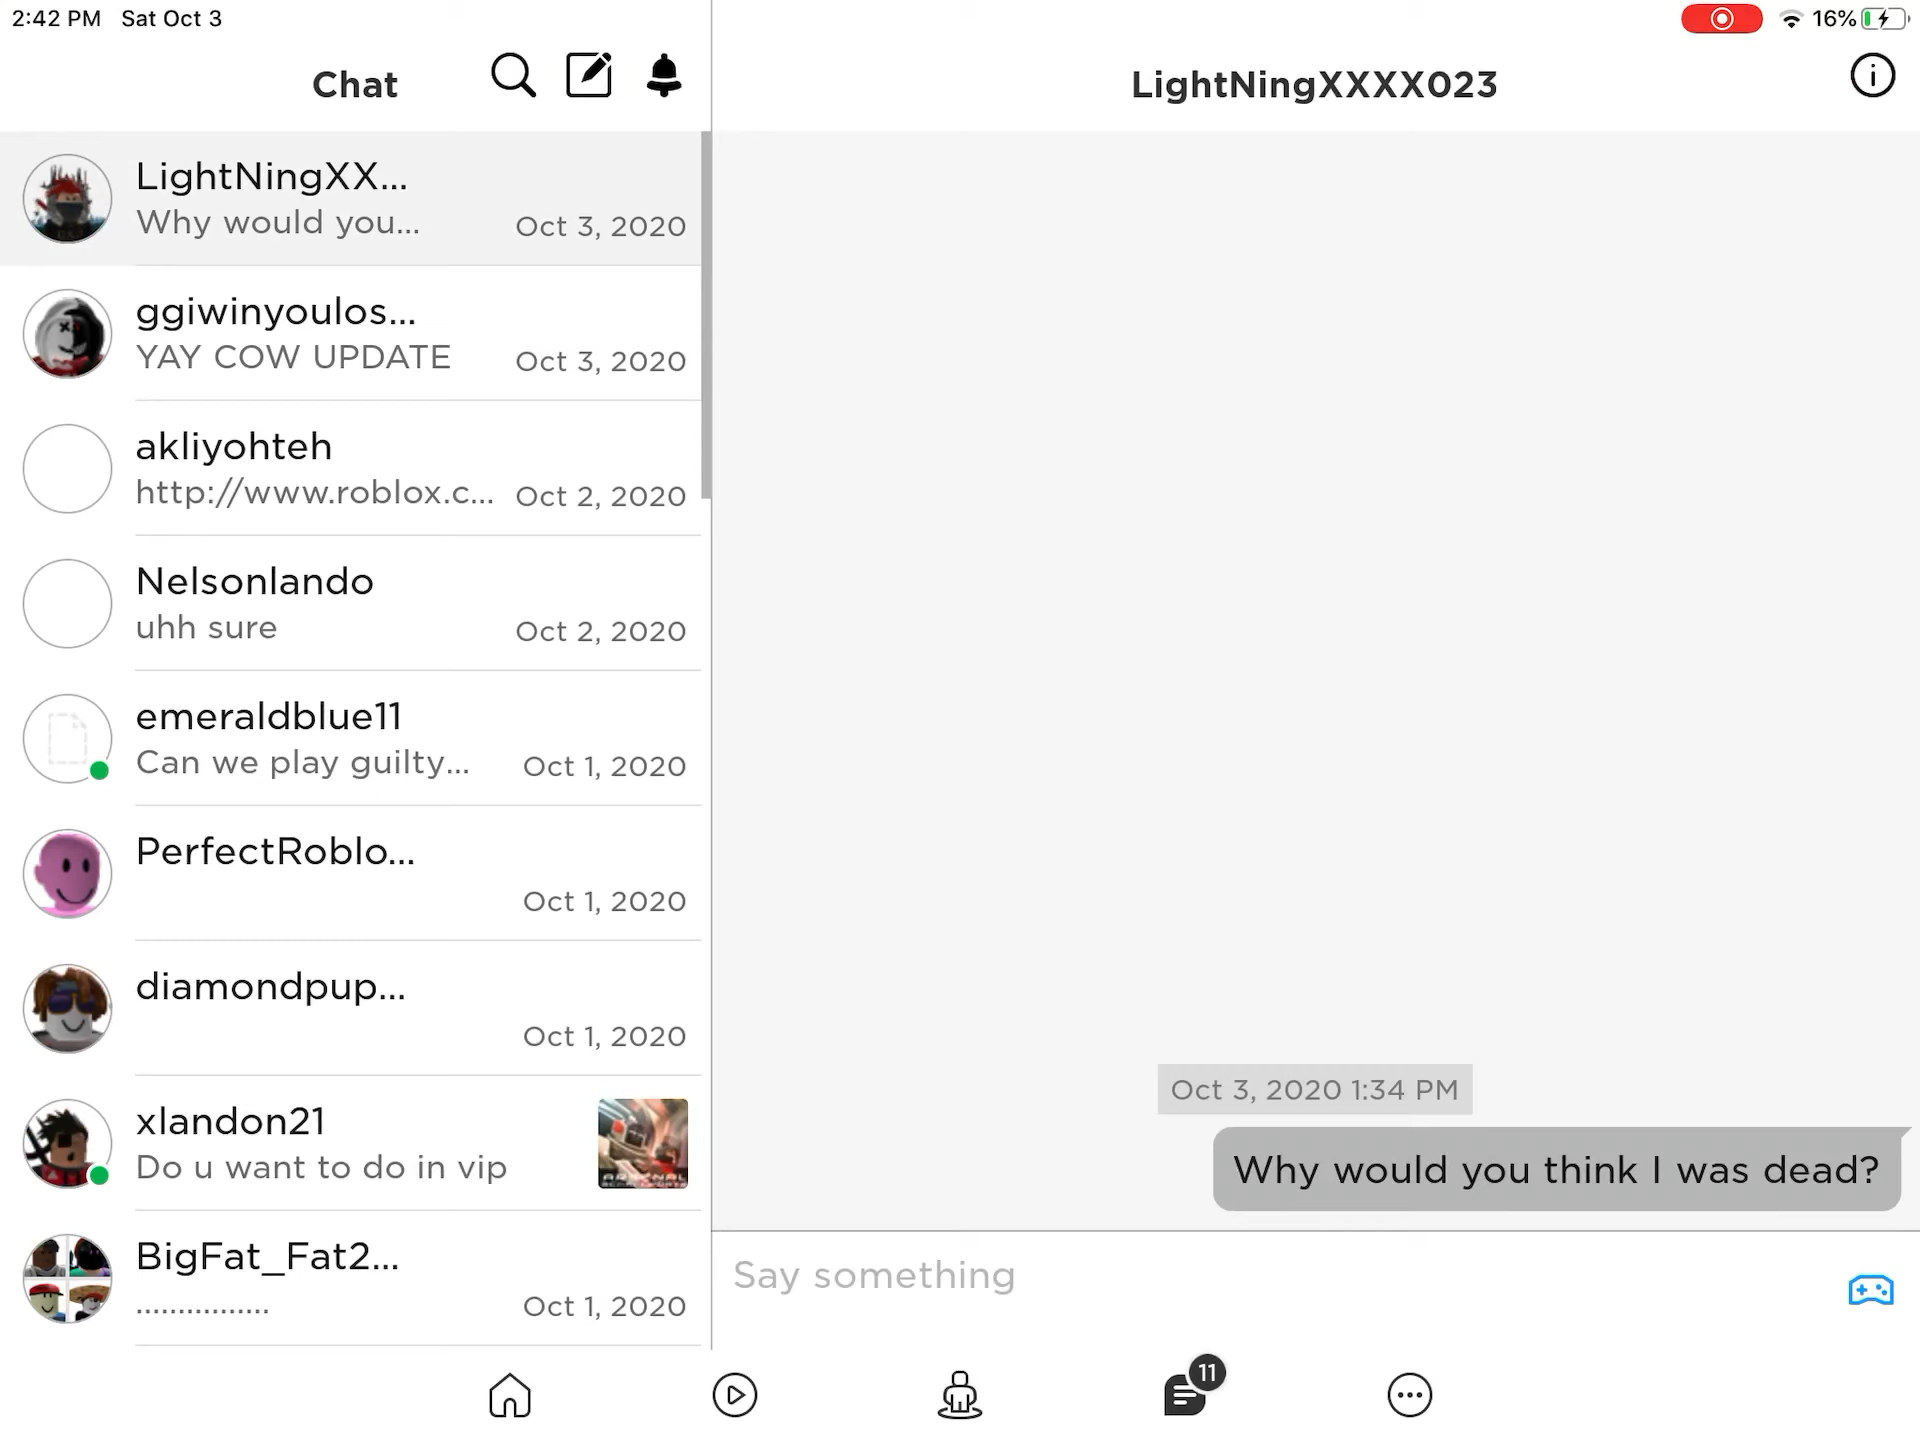 2:42 PM Sat Oct 3
16%
Chat
LightNingXX...
Why would you...
Oct 3, 2020
ggiwinyoulos...
YAY COW UPDATE
Oct 3, 2020
akliyohteh
http://www.roblox.c...
Oct 2, 2020
Nelsonlando
uhh sure
Oct 2, 2020
emeraldblue11
Can we play guilty...
Oct 1, 2020
PerfectRoblo...
Oct 1, 2020
diamondpup...
Oct 1, 2020
xlandon21
Do u want to do in vip
BigFat_Fat2...
................
Oct 1, 2020
LightNingXXXX023
Oct 3, 2020 1:34 PM
Why would you think I was dead?
Say something
11